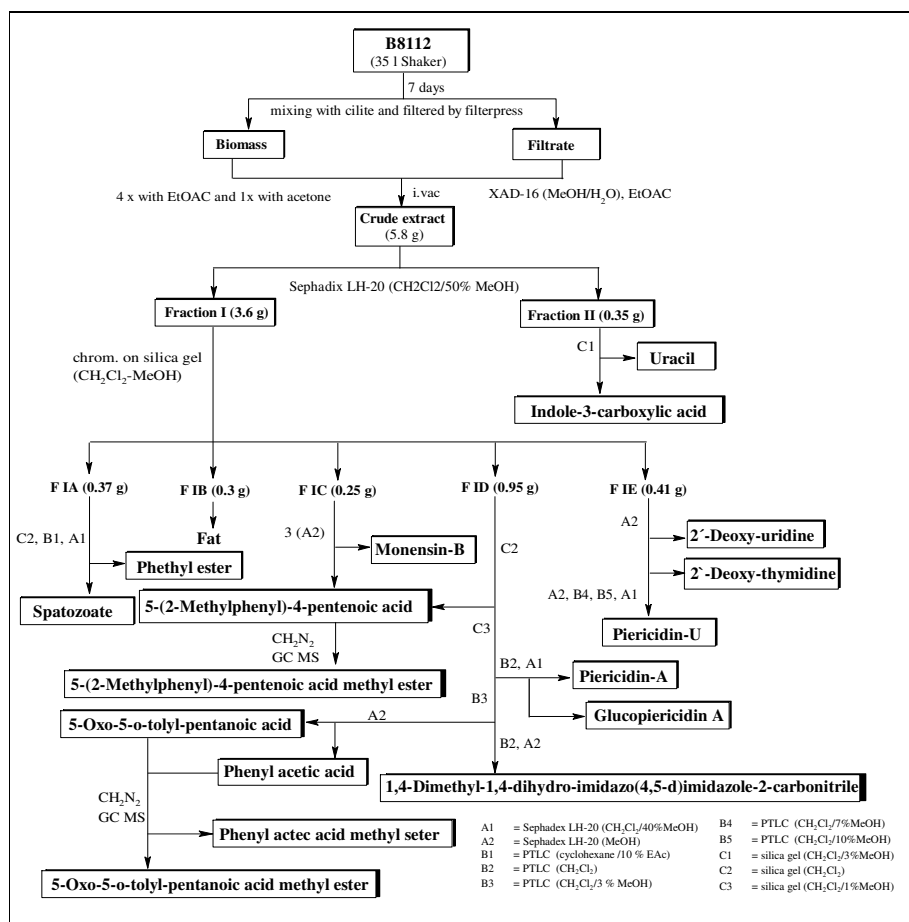 B8112
(35 l Shaker)
7 days
mixing with cilite and filtered by filterpress
Biomass
Filtrate
4 x with EtOAC and 1x with acetone
i.vac
XAD-16 (MeOH/H₂O), EtOAC
Crude extract
(5.8 g)
Sephadix LH-20 (CH2Cl2/50% MeOH)
Fraction I (3.6 g)
Fraction II (0.35 g)
C1
Uracil
Indole-3-carboxylic acid
chrom. on silica gel
(CH₂Cl₂-MeOH)
F IA (0.37 g)
F IB (0.3 g)
F IC (0.25 g)
F ID (0.95 g)
F IE (0.41 g)
C2, B1, A1
Fat
Phethyl ester
Spatozoate
3 (A2)
Monensin-B
5-(2-Methylphenyl)-4-pentenoic acid
CH₂N₂
GC MS
5-(2-Methylphenyl)-4-pentenoic acid methyl ester
C2
C3
A2
2´-Deoxy-uridine
2`-Deoxy-thymidine
A2, B4, B5, A1
Piericidin-U
B2, A1
Piericidin-A
Glucopiericidin A
B3
A2
5-Oxo-5-o-tolyl-pentanoic acid
Phenyl acetic acid
B2, A2
1,4-Dimethyl-1,4-dihydro-imidazo(4,5-d)imidazole-2-carbonitrile
CH₂N₂
GC MS
Phenyl actec acid methyl seter
5-Oxo-5-o-tolyl-pentanoic acid methyl ester
A1 = Sephadex LH-20 (CH₂Cl₂/40%MeOH)
A2 = Sephadex LH-20 (MeOH)
B1 = PTLC (cyclohexane /10 % EAc)
B2 = PTLC (CH₂Cl₂)
B3 = PTLC (CH₂Cl₂/3 % MeOH)
B4 = PTLC (CH₂Cl₂/7%MeOH)
B5 = PTLC (CH₂Cl₂/10%MeOH)
C1 = silica gel (CH₂Cl₂/3%MeOH)
C2 = silica gel (CH₂Cl₂)
C3 = silica gel (CH₂Cl₂/1%MeOH)